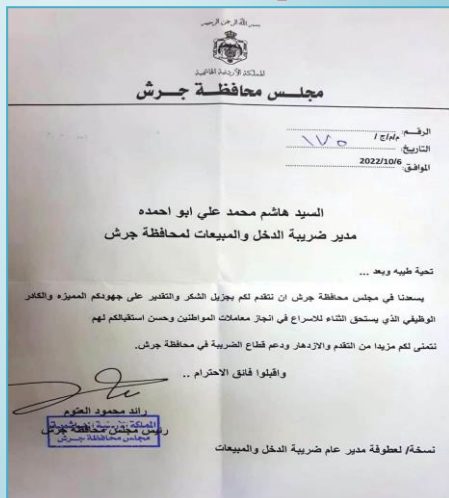 بسم الله الرحمن الرحيم
المملكة الأردنية الهاشمية
مجلس محافظة جرش
الرقم: م/م/ج / ١٧٥
التاريخ:
الموافق: 2022/10/6
السيد هاشم محمد علي ابو احمده
مدير ضريبة الدخل والمبيعات لمحافظة جرش
تحية طيبه وبعد ...
يسعدنا في مجلس محافظة جرش ان نتقدم لكم بجزيل الشكر والتقدير على جهودكم المميزه والكادر
الوظيفي الذي يستحق الثناء للاسراع في انجاز معاملات المواطنين وحسن استقبالكم لهم
نتمنى لكم مزيدا من التقدم والازدهار ودعم قطاع الضريبة في محافظة جرش.
واقبلوا فائق الاحترام ..
رائد محمود العتوم
رئيس مجلس محافظة جرش
المملكة الأردنية الهاشمية
مجلس محافظة جرش
نسخة/ لعطوفة مدير عام ضريبة الدخل والمبيعات